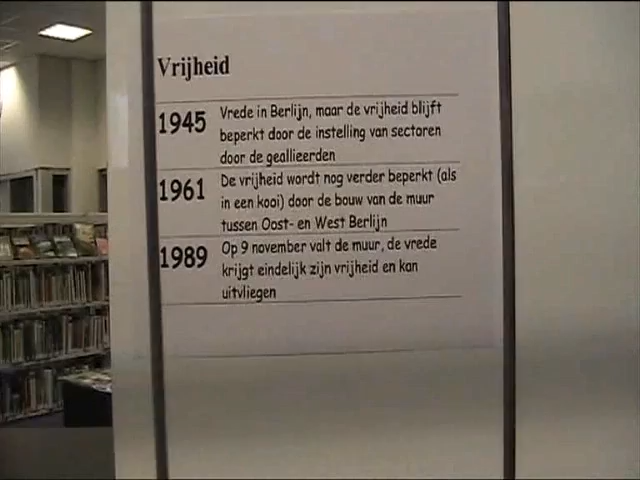 Vrijheid
1945 Vrede in Berlijn, maar de vrijheid blijft
beperkt door de instelling van sectoren
door de geallieerden
1961 De vrijheid wordt nog verder beperkt (als
in een kooi) door de bouw van de muur
tussen Oost- en West Berlijn
1989 Op 9 november valt de muur, de vrede
krijgt eindelijk zijn vrijheid en kan
uitvliegen